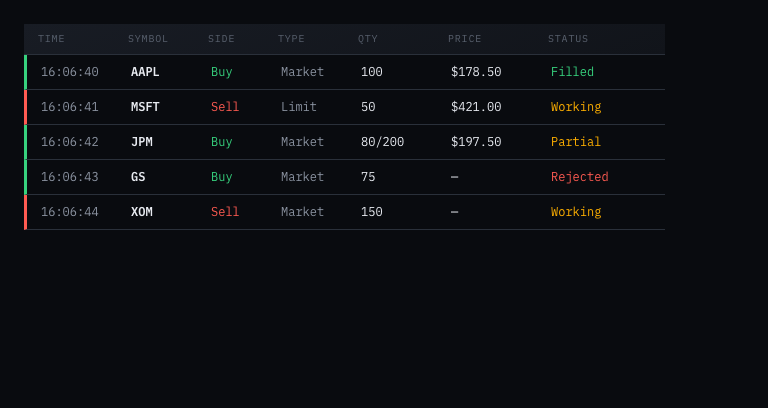 TIME SYMBOL SIDE TYPE QTY PRICE STATUS
16:06:40 AAPL Buy Market 100 $178.50 Filled
16:06:41 MSFT Sell Limit 50 $421.00 Working
16:06:42 JPM Buy Market 80/200 $197.50 Partial
16:06:43 GS Buy Market 75 — Rejected
16:06:44 XOM Sell Market 150 — Working